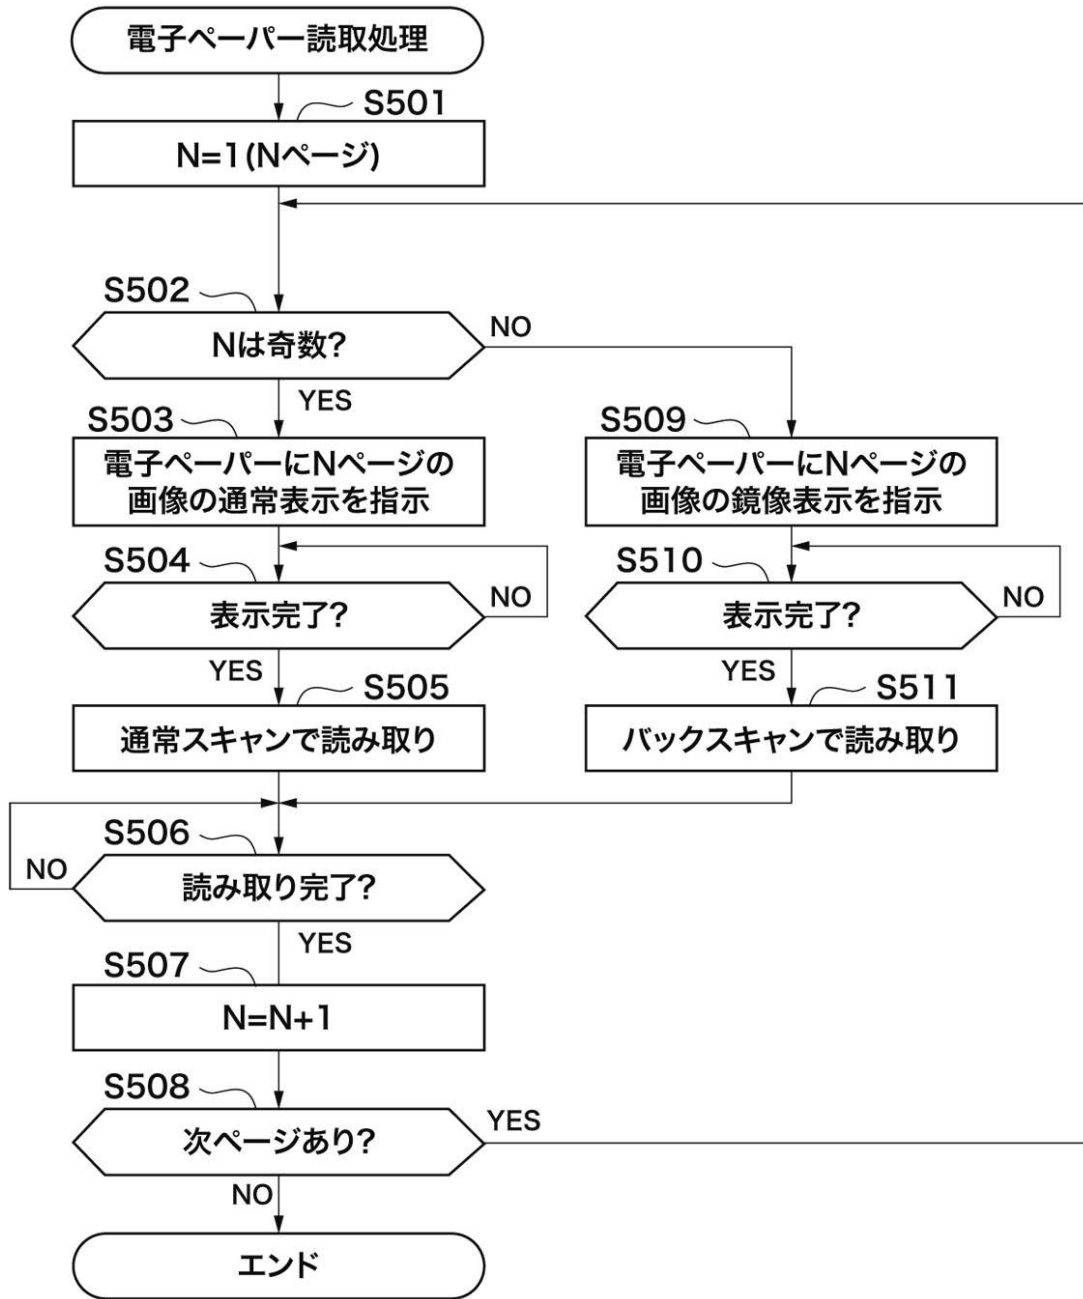 電子ペーパー読取処理
S501
N=1(Nページ)
S502
Nは奇数?
NO
YES
S503
電子ペーパーにNページの
画像の通常表示を指示
S509
電子ペーパーにNページの
画像の鏡像表示を指示
S504
表示完了?
NO
YES
S510
表示完了?
NO
YES
S505
通常スキャンで読み取り
S511
バックスキャンで読み取り
S506
読み取り完了?
NO
YES
S507
N=N+1
S508
次ページあり?
YES
NO
エンド